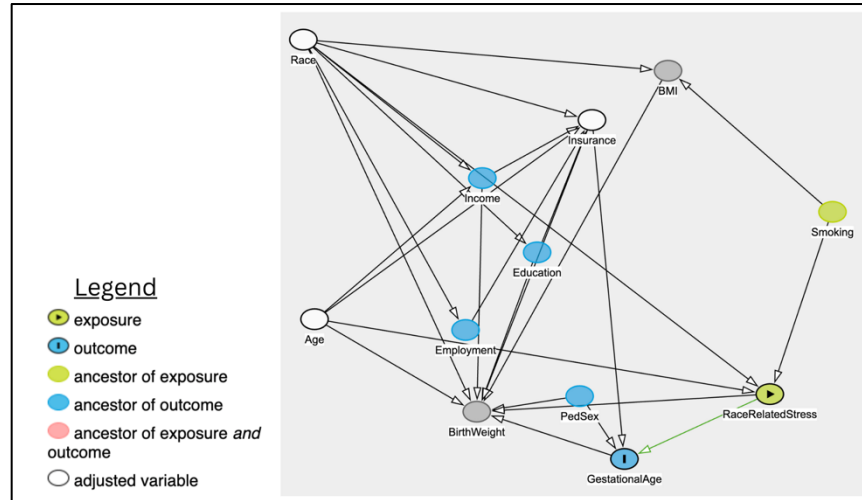 Race
BMI
Insurance
Income
Smoking
Education
Age
Employment
PedSex
RaceRelatedStress
BirthWeight
GestationalAge
Legend
exposure
outcome
ancestor of exposure
ancestor of outcome
ancestor of exposure and
outcome
adjusted variable